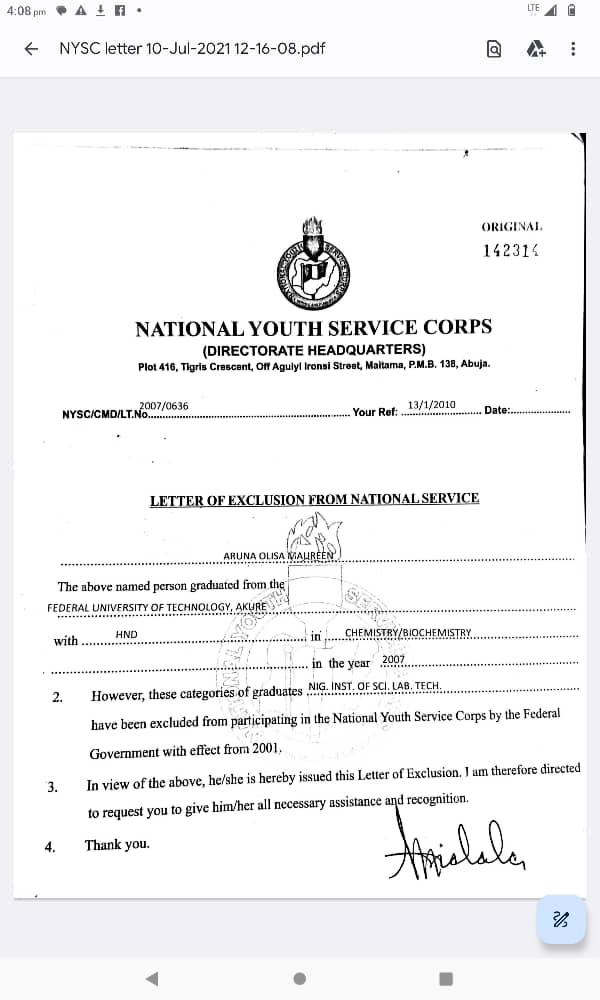 4:08 pm
LTE
NYSC letter 10-Jul-2021 12-16-08.pdf
ORIGINAL
142314
NATIONAL YOUTH SERVICE CORPS
(DIRECTORATE HEADQUARTERS)
Plot 416, Tigris Crescent, Off Aguiyi Ironsi Street, Maitama, P.M.B. 138, Abuja.
NYSC/CMD/LT.No. 2007/0636 Your Ref: 13/1/2010 Date:
LETTER OF EXCLUSION FROM NATIONAL SERVICE
ARUNA OLISA MAUREEN
The above named person graduated from the
FEDERAL UNIVERSITY OF TECHNOLOGY, AKURE
with HND in CHEMISTRY/BIOCHEMISTRY
in the year 2007
2. However, these categories of graduates NIG. INST. OF SCI. LAB. TECH.
have been excluded from participating in the National Youth Service Corps by the Federal
Government with effect from 2001.
3. In view of the above, he/she is hereby issued this Letter of Exclusion. I am therefore directed
to request you to give him/her all necessary assistance and recognition.
4. Thank you.